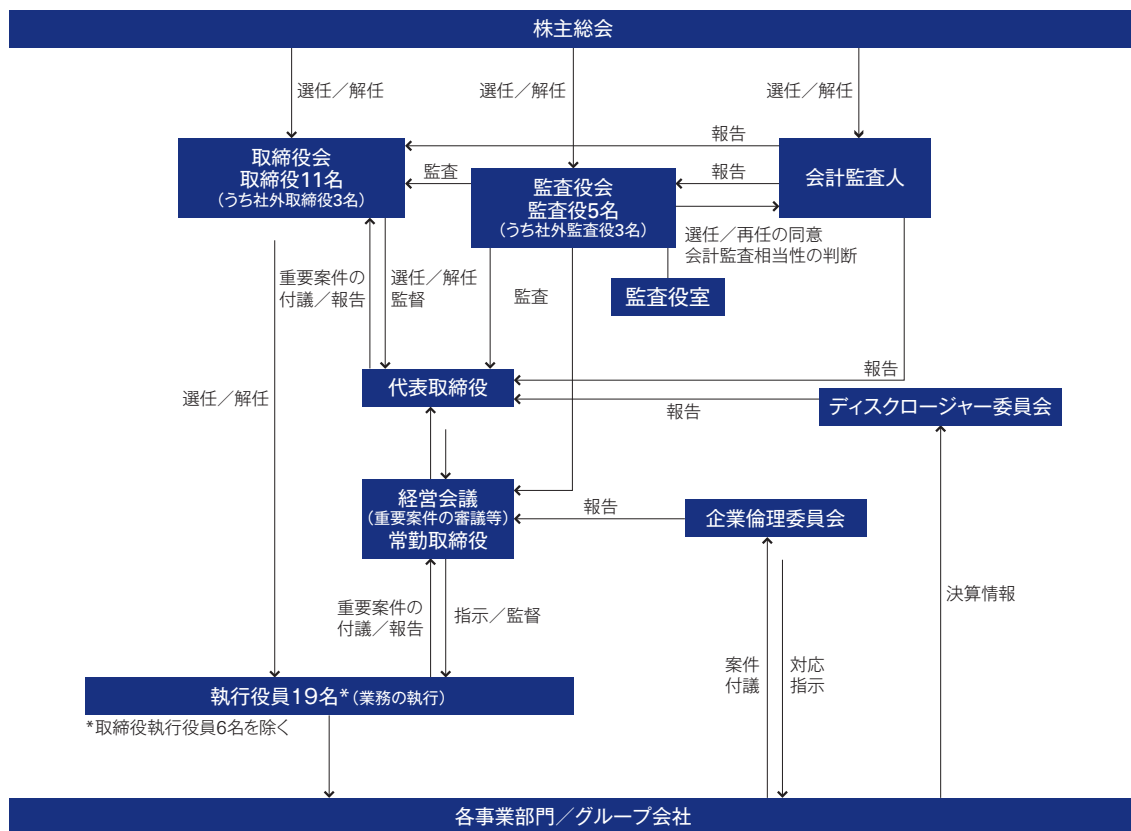 株主総会
選任／解任
選任／解任
選任／解任
取締役会
取締役11名
（うち社外取締役3名）
報告
監査
報告
監査役会
監査役5名
（うち社外監査役3名）
会計監査人
選任／再任の同意
会計監査相当性の判断
監査役室
重要案件の
付議／報告
選任／解任
監督
監査
選任／解任
代表取締役
報告
報告
ディスクロージャー委員会
経営会議
（重要案件の審議等）
常勤取締役
報告
企業倫理委員会
重要案件の
付議／報告
指示／監督
案件
付議
対応
指示
決算情報
執行役員19名*（業務の執行）
*取締役執行役員6名を除く
各事業部門／グループ会社